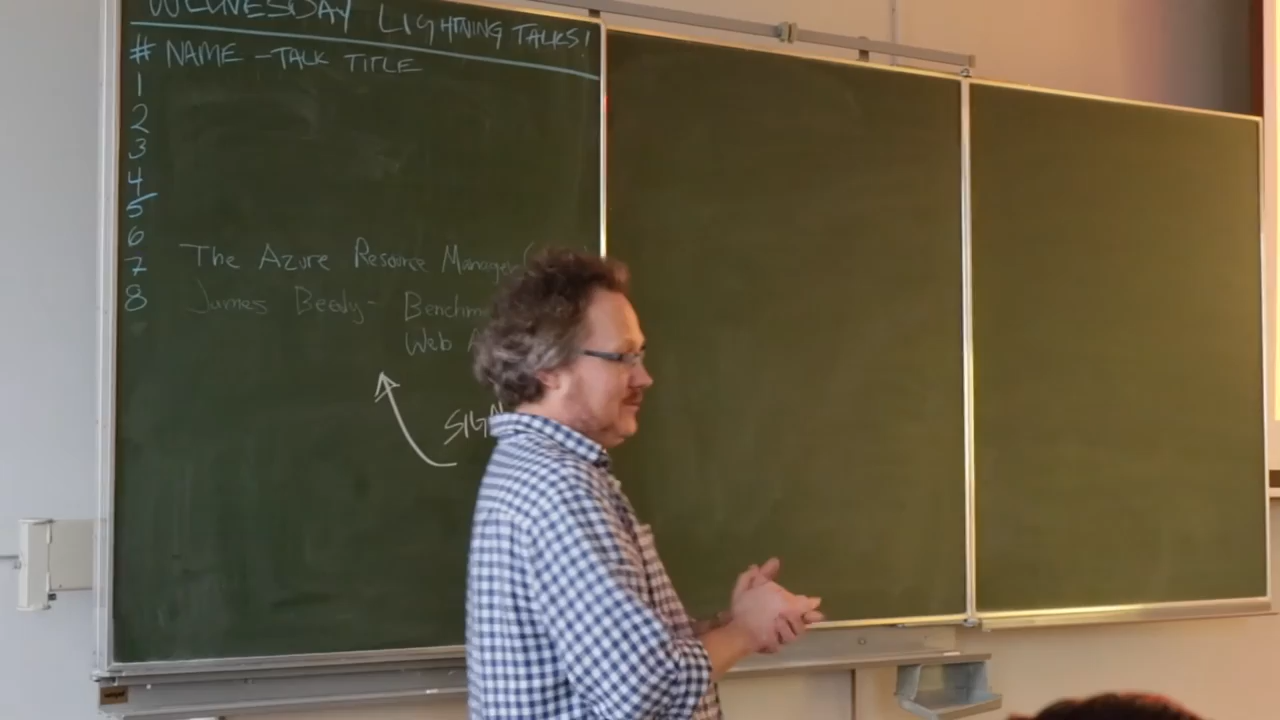 WEDNESDAY LIGHTNING TALKS!
# NAME - TALK TITLE
1
2
3
4
5
6
7 The Azure Resource Manager
8 James Beedy - Benchm
Web A
SIGN